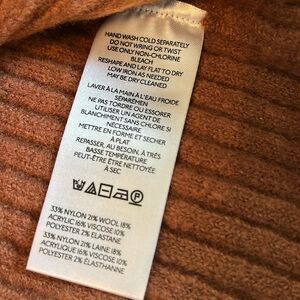 HAND WASH COLD SEPARATELY
DO NOT WRING OR TWIST
USE ONLY NON-CHLORINE
BLEACH
RESHAPE AND LAY FLAT TO DRY
LOW IRON AS NEEDED
MAY BE DRY CLEANED
LAVER À LA MAIN À L'EAU FROIDE
SÉPARÉMEN
NE PAS TORDRE OU ESSORER
UTILISER UN AGENT DE
BLANCHIMENT SANS CHLORE SI
NÉCESSAIRE
METTRE EN FORME ET SÉCHER
À PLAT
REPASSER, AU BESOIN, À TRÈS
BASSE TEMPÉRATURE
PEUT-ÊTRE ÊTRE NETTOYÉE
À SEC
33% NYLON 21% WOOL 18%
ACRYLIC 16% VISCOSE 10%
POLYESTER 2% ELASTANE
33% NYLON 21% LAINE 18%
ACRYLIQUE 16% VISCOSE 10%
POLYESTER 2% ÉLASTHANNE